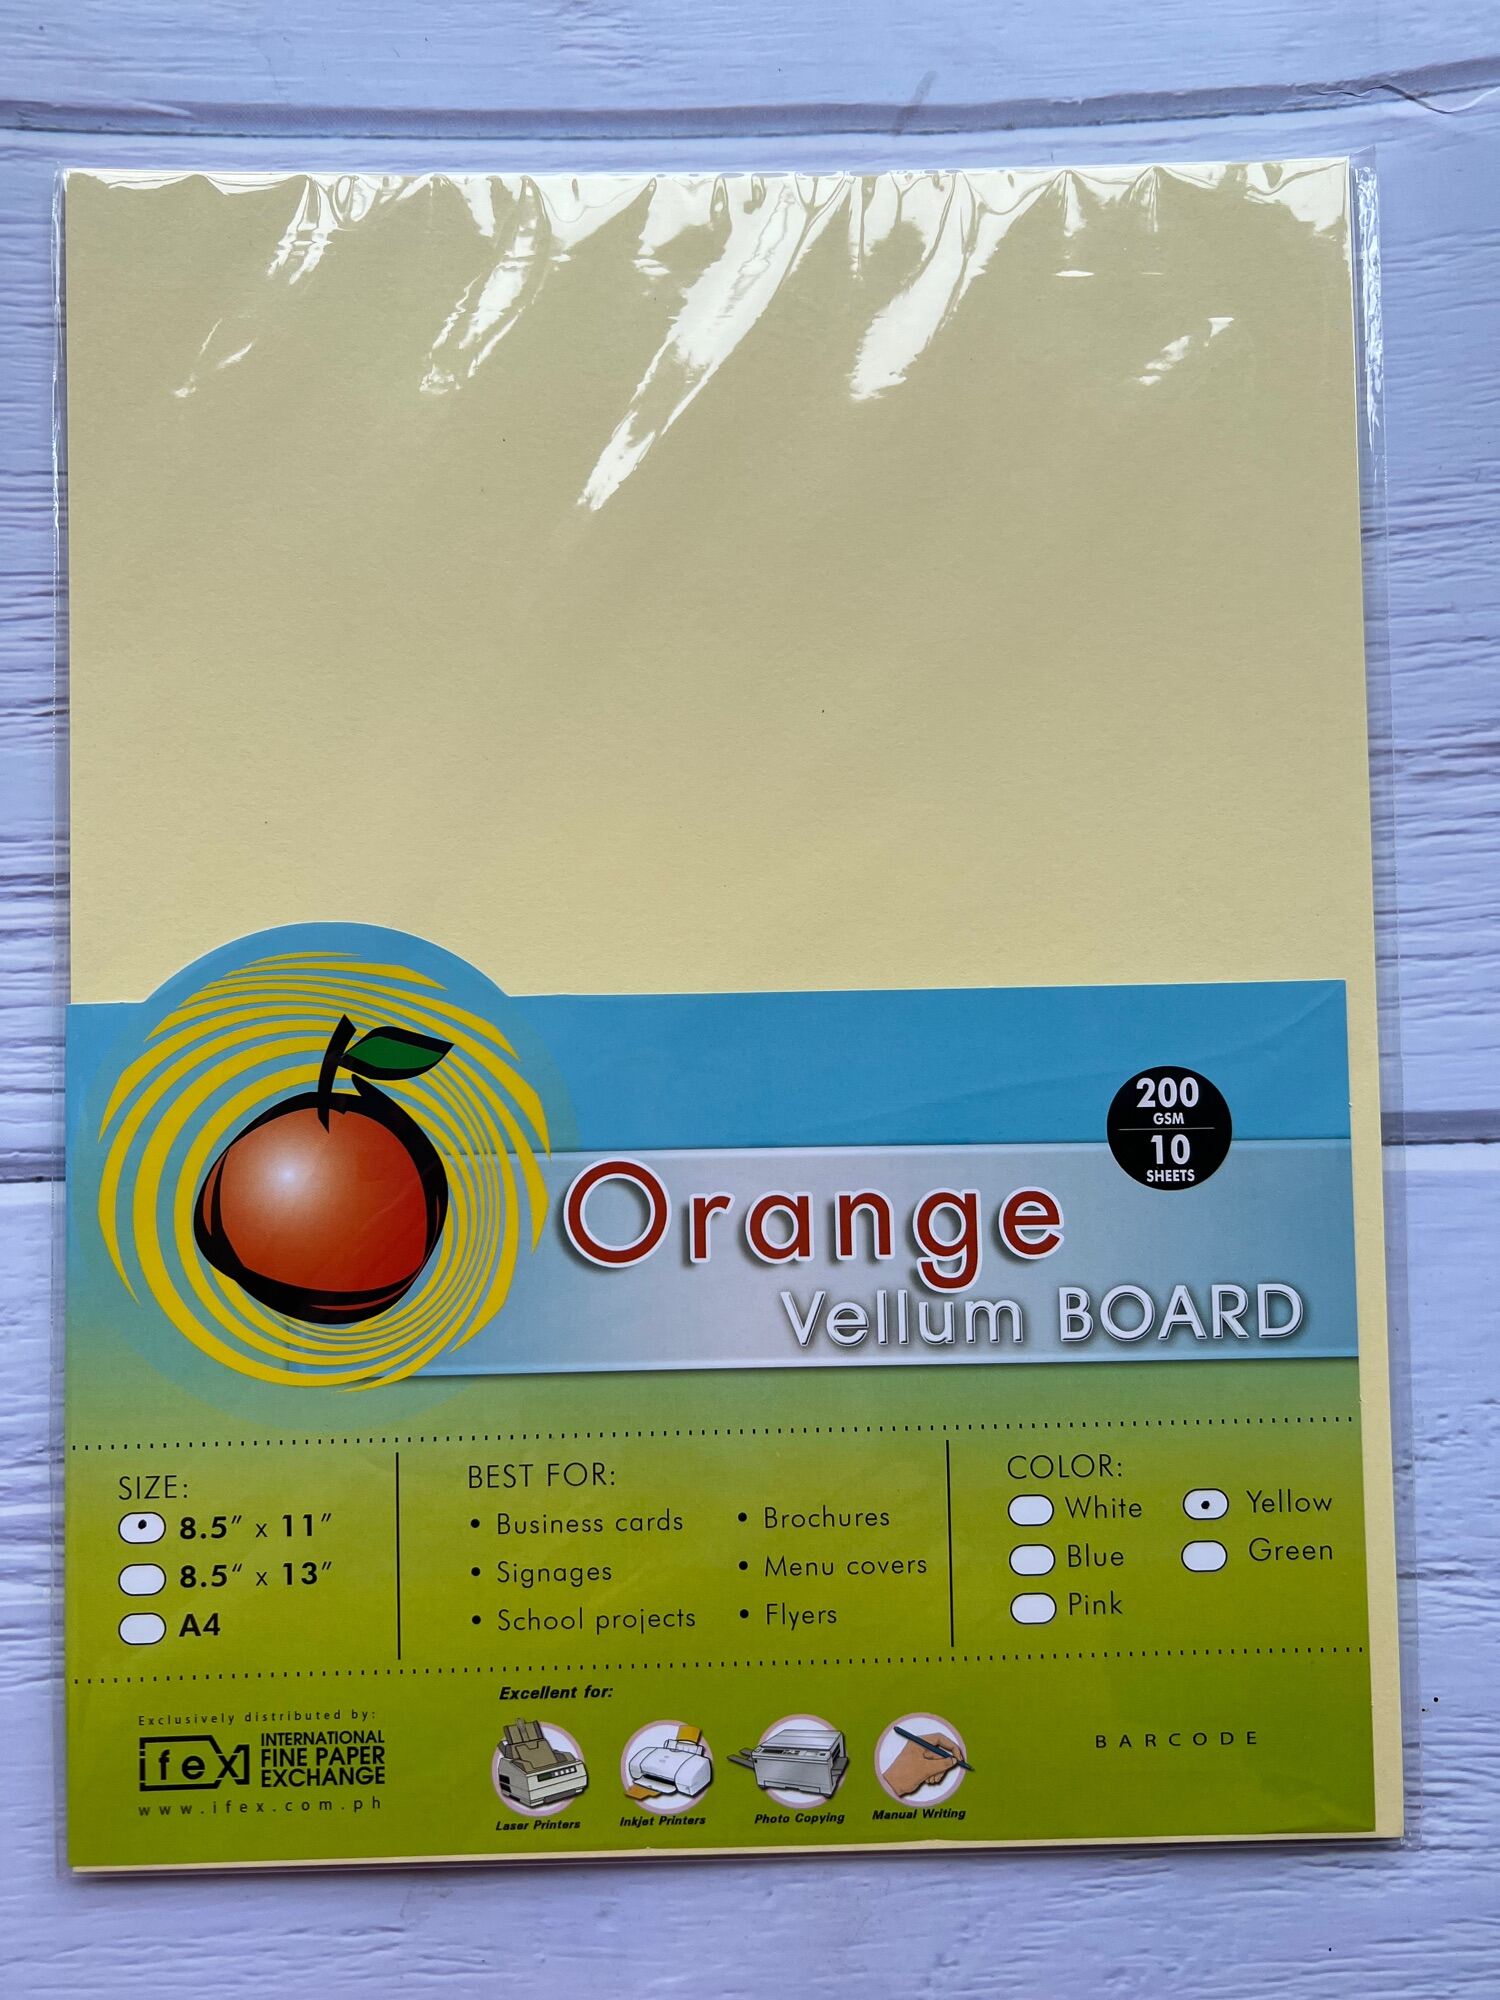 200
GSM
10
SHEETS
Orange
Vellum BOARD
SIZE:
8.5" x 11"
8.5" x 13"
A4
BEST FOR:
• Business cards
• Signages
• School projects
• Brochures
• Menu covers
• Flyers
COLOR:
White
Blue
Pink
Yellow
Green
Exclusively distributed by:
ifex
INTERNATIONAL
FINE PAPER
EXCHANGE
www.ifex.com.ph
Excellent for:
Laser Printers
Inkjet Printers
Photo Copying
Manual Writing
BARCODE